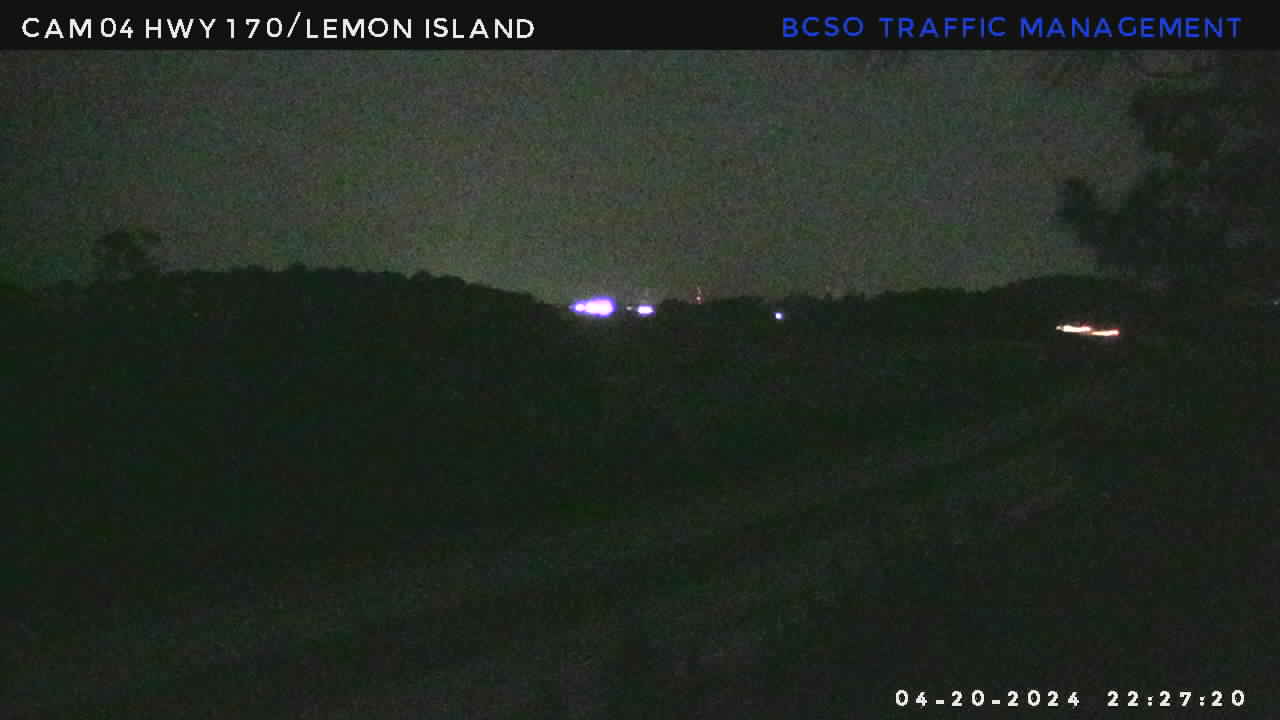 CAM04 HWY 170/LEMON ISLAND
BCSO TRAFFIC MANAGEMENT
04-20-2024 22:27:20